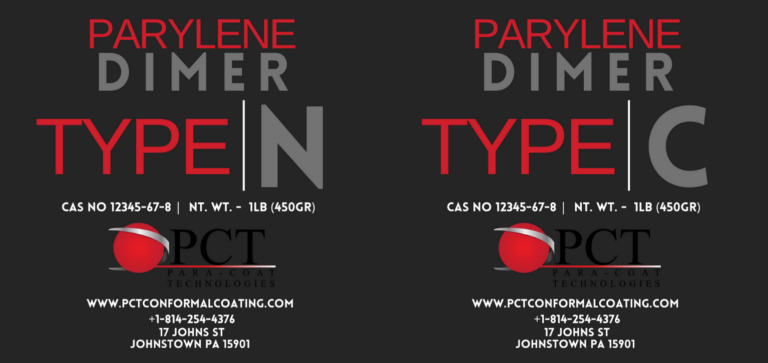 PARYLENE
DIMER
TYPE|N
CAS NO 12345-67-8 | NT. WT. - 1LB (450GR)
PCT
PARA-COAT
TECHNOLOGIES
WWW.PCTCONFORMALCOATING.COM
+1-814-254-4376
17 JOHNS ST
JOHNSTOWN PA 15901
PARYLENE
DIMER
TYPE|C
CAS NO 12345-67-8 | NT. WT. - 1LB (450GR)
PCT
PARA-COAT
TECHNOLOGIES
WWW.PCTCONFORMALCOATING.COM
+1-814-254-4376
17 JOHNS ST
JOHNSTOWN PA 15901